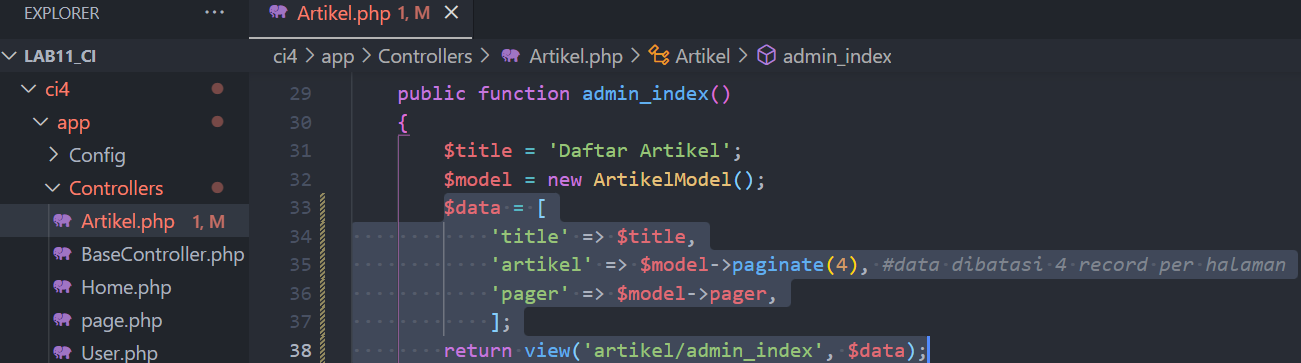 EXPLORER ··· Artikel.php 1, M ×
LAB11_CI ci4 > app > Controllers > Artikel.php > Artikel > admin_index
ci4
app
Config
Controllers
Artikel.php 1, M
BaseController.php
Home.php
page.php
User.php
29 public function admin_index()
30 {
31 $title = 'Daftar Artikel';
32 $model = new ArtikelModel();
33 $data = [
34 'title' => $title,
35 'artikel' => $model->paginate(4), #data dibatasi 4 record per halaman
36 'pager' => $model->pager,
37 ];
38 return view('artikel/admin_index', $data);